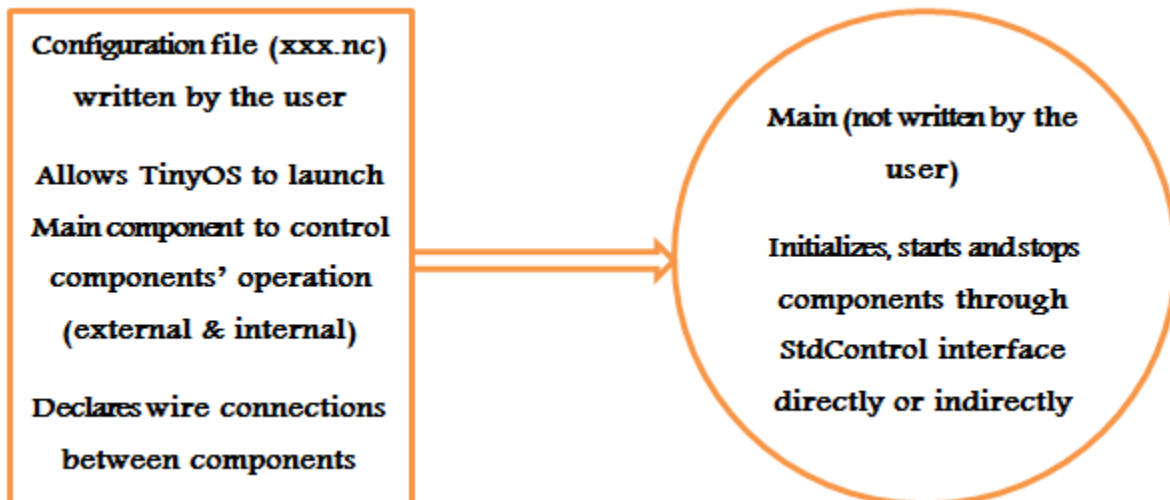 Configuration file (xxx.nc)
written by the user
Allows TinyOS to launch
Main component to control
components’ operation
(external & internal)
Declares wire connections
between components
Main (not written by the
user)
Initializes, starts and stops
components through
StdControl interface
directly or indirectly